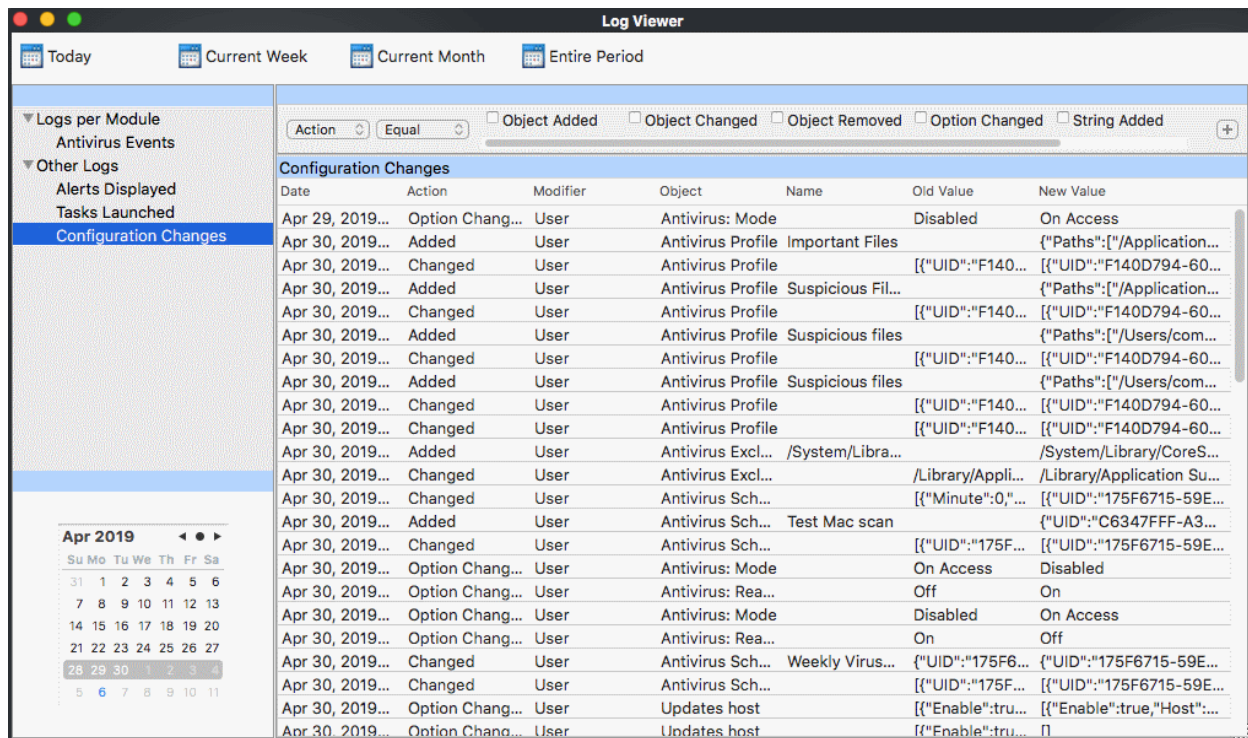 Log Viewer
Today Current Week Current Month Entire Period
Logs per Module
Antivirus Events
Other Logs
Alerts Displayed
Tasks Launched
Configuration Changes
Apr 2019
Su Mo Tu We Th Fr Sa
31 1 2 3 4 5 6
7 8 9 10 11 12 13
14 15 16 17 18 19 20
21 22 23 24 25 26 27
28 29 30 1 2 3 4
5 6 7 8 9 10 11
Action Equal Object Added Object Changed Object Removed Option Changed String Added +
Configuration Changes
Date Action Modifier Object Name Old Value New Value
Apr 29, 2019... Option Chang... User Antivirus: Mode Disabled On Access
Apr 30, 2019... Added User Antivirus Profile Important Files {"Paths":["/Application...
Apr 30, 2019... Changed User Antivirus Profile [{"UID":"F140... [{"UID":"F140D794-60...
Apr 30, 2019... Added User Antivirus Profile Suspicious Fil... {"Paths":["/Application...
Apr 30, 2019... Changed User Antivirus Profile [{"UID":"F140... [{"UID":"F140D794-60...
Apr 30, 2019... Added User Antivirus Profile Suspicious files {"Paths":["/Users/com...
Apr 30, 2019... Changed User Antivirus Profile [{"UID":"F140... [{"UID":"F140D794-60...
Apr 30, 2019... Added User Antivirus Profile Suspicious files {"Paths":["/Users/com...
Apr 30, 2019... Changed User Antivirus Profile [{"UID":"F140... [{"UID":"F140D794-60...
Apr 30, 2019... Changed User Antivirus Profile [{"UID":"F140... [{"UID":"F140D794-60...
Apr 30, 2019... Added User Antivirus Excl... /System/Libra... /System/Library/CoreS...
Apr 30, 2019... Changed User Antivirus Excl... /Library/Appli... /Library/Application Su...
Apr 30, 2019... Changed User Antivirus Sch... [{"Minute":0,"... [{"UID":"175F6715-59E...
Apr 30, 2019... Added User Antivirus Sch... Test Mac scan {"UID":"C6347FFF-A3...
Apr 30, 2019... Changed User Antivirus Sch... [{"UID":"175F... [{"UID":"175F6715-59E...
Apr 30, 2019... Option Chang... User Antivirus: Mode On Access Disabled
Apr 30, 2019... Option Chang... User Antivirus: Rea... Off On
Apr 30, 2019... Option Chang... User Antivirus: Mode Disabled On Access
Apr 30, 2019... Option Chang... User Antivirus: Rea... On Off
Apr 30, 2019... Changed User Antivirus Sch... Weekly Virus... {"UID":"175F6... {"UID":"175F6715-59E...
Apr 30, 2019... Changed User Antivirus Sch... [{"UID":"175F... [{"UID":"175F6715-59E...
Apr 30, 2019... Option Chang... User Updates host [{"Enable":tru... [{"Enable":true,"Host":...
Apr 30, 2019... Option Chang... User Updates host [{"Enable":tru... []